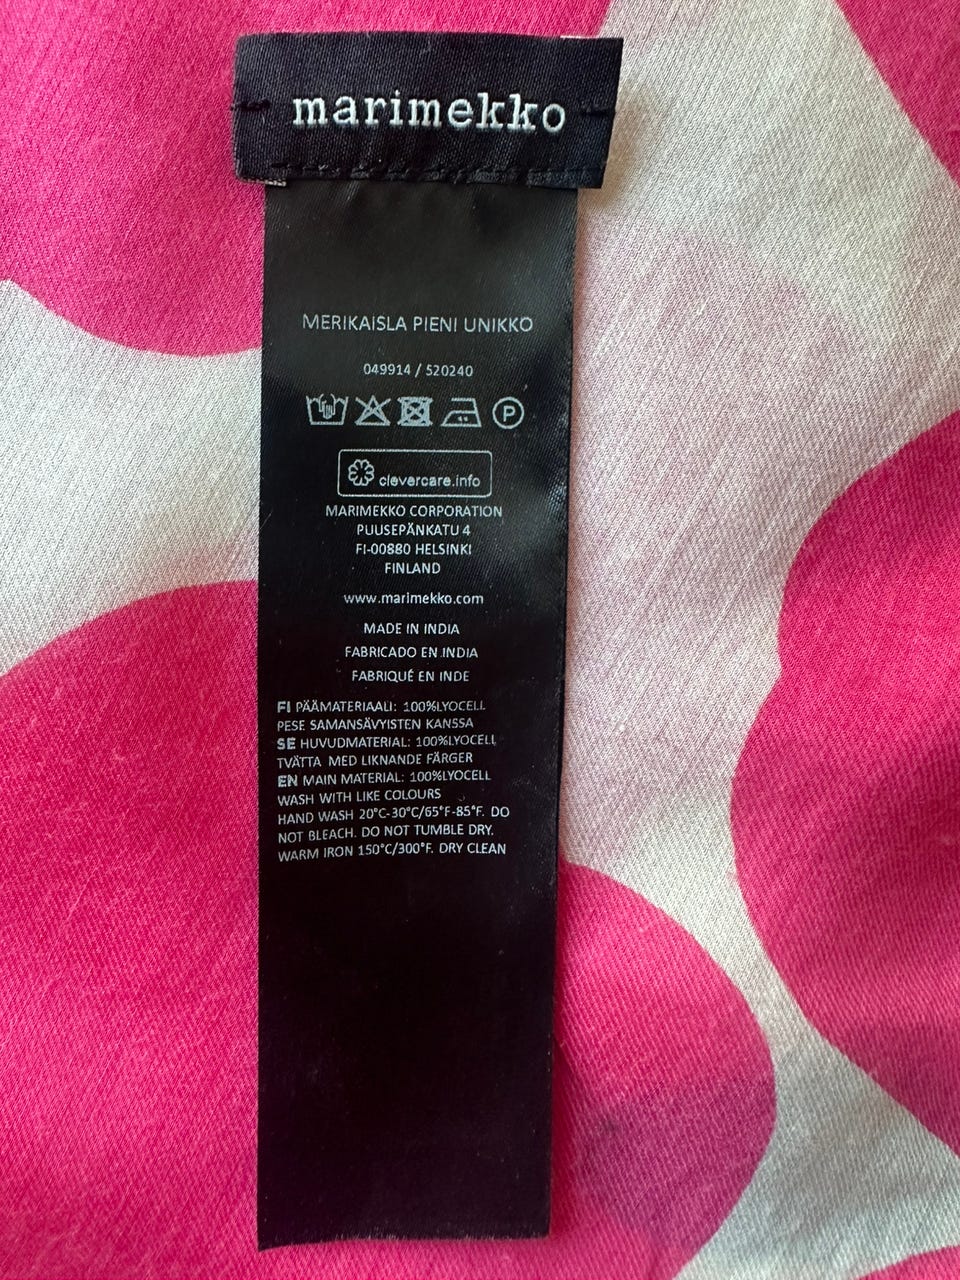 marimekko
MERIKAISLA PIENI UNIKKO
049914 / 520240
P
clevercare.info
MARIMEKKO CORPORATION
PUUSEPÄNKATU 4
FI-00880 HELSINKI
FINLAND
www.marimekko.com
MADE IN INDIA
FABRICADO EN INDIA
FABRIQUÉ EN INDE
FI PÄÄMATERIAALI: 100%LYOCELL
PESE SAMANSÄVYISTEN KANSSA
SE HUVUDMATERIAL: 100%LYOCELL
TVÄTTA MED LIKNANDE FÄRGER
EN MAIN MATERIAL: 100%LYOCELL
WASH WITH LIKE COLOURS
HAND WASH 20°C-30°C/65°F-85°F. DO
NOT BLEACH. DO NOT TUMBLE DRY.
WARM IRON 150°C/300°F. DRY CLEAN